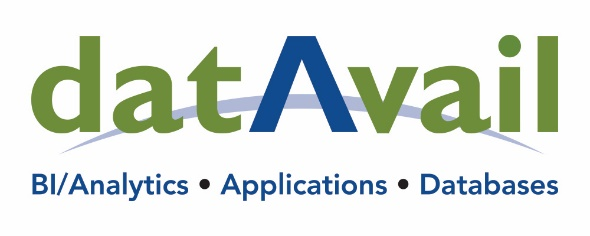 datAvail
BI/Analytics • Applications • Databases